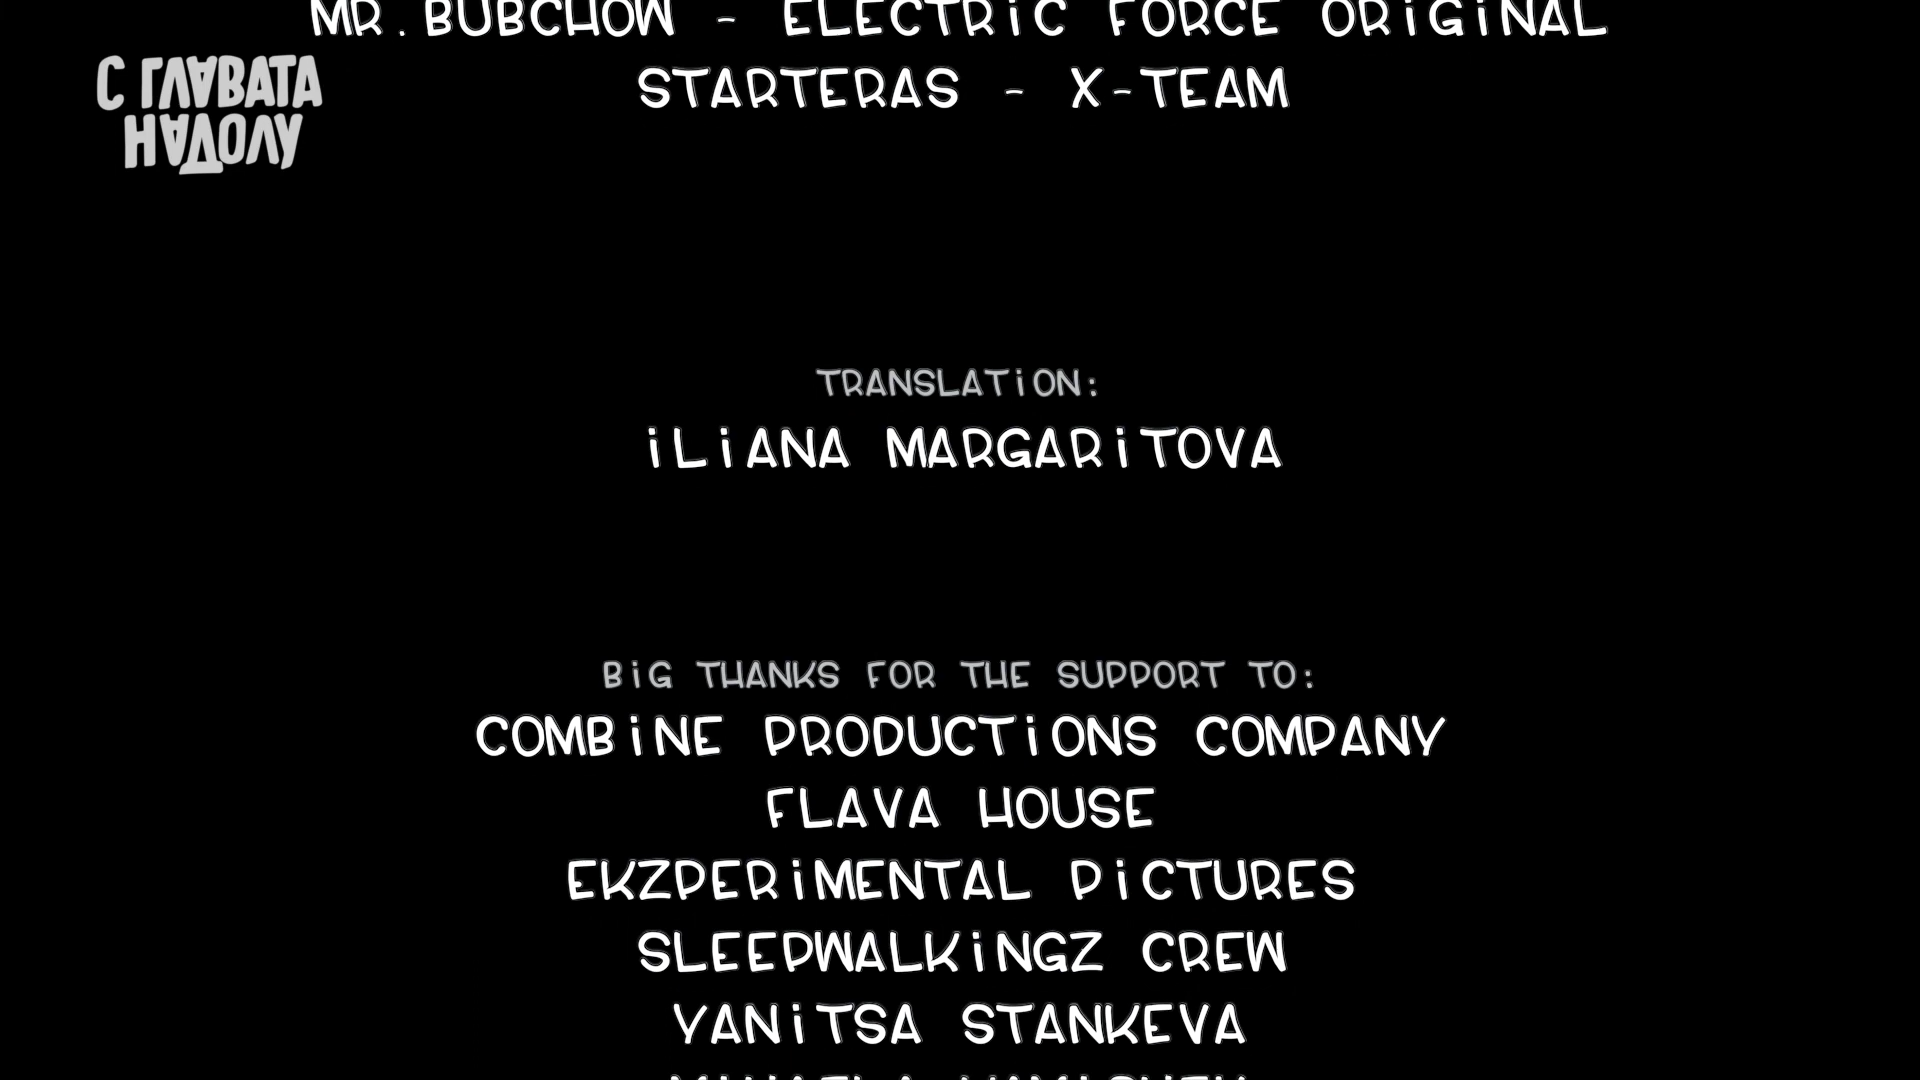 MR.BUBCHOW - ELECTRiC FORCE ORiGiNAL
STARTERAS - X-TEAM
С ГЛАВАТА
НАДОЛУ
TRANSLATiON:
iLiANA MARGARiTOVA
BiG THANKS FOR THE SUPPORT TO:
COMBiNE PRODUCTiONS COMPANY
FLAVA HOUSE
EKZPERiMENTAL PiCTURES
SLEEPWALKiNGZ CREW
YANiTSA STANKEVA